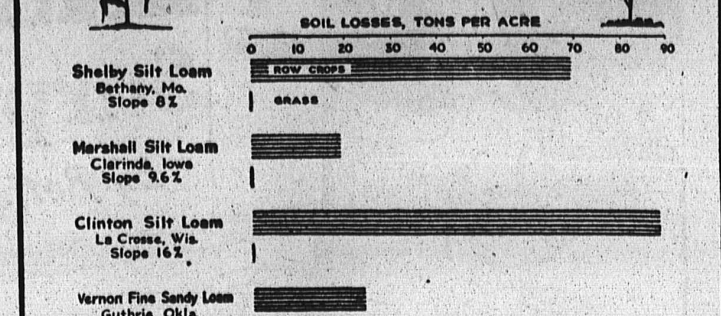 SOIL LOSSES, TONS PER ACRE
0 10 20 30 40 50 60 70 80 90
Shelby Silt Loam
Bethany, Mo.
Slope 8%
ROW CROPS
GRASS
Marshall Silt Loam
Clarinda, Iowa
Slope 9.6%
Clinton Silt Loam
La Crosse, Wis.
Slope 16%
Vernon Fine Sandy Loam
Guthrie, Okla.